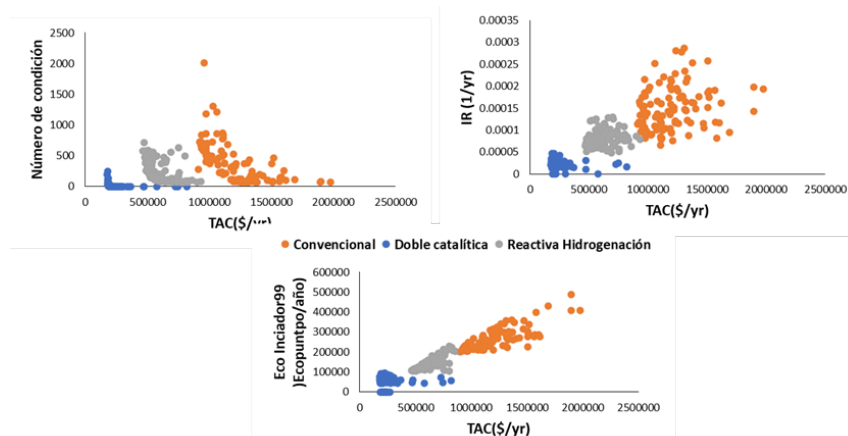 2500
2000
1500
1000
500
0
Número de condición
0 500000 1000000 1500000 2000000 2500000
TAC($/yr)
0.00035
0.0003
0.00025
0.0002
0.00015
0.0001
0.00005
0
IR (1/yr)
0 500000 1000000 1500000 2000000 2500000
TAC($/yr)
Convencional Doble catalítica Reactiva Hidrogenación
600000
500000
400000
300000
200000
100000
0
Eco Inciador99
)Ecopuntpo/año)
0 500000 1000000 1500000 2000000 2500000
TAC($/yr)